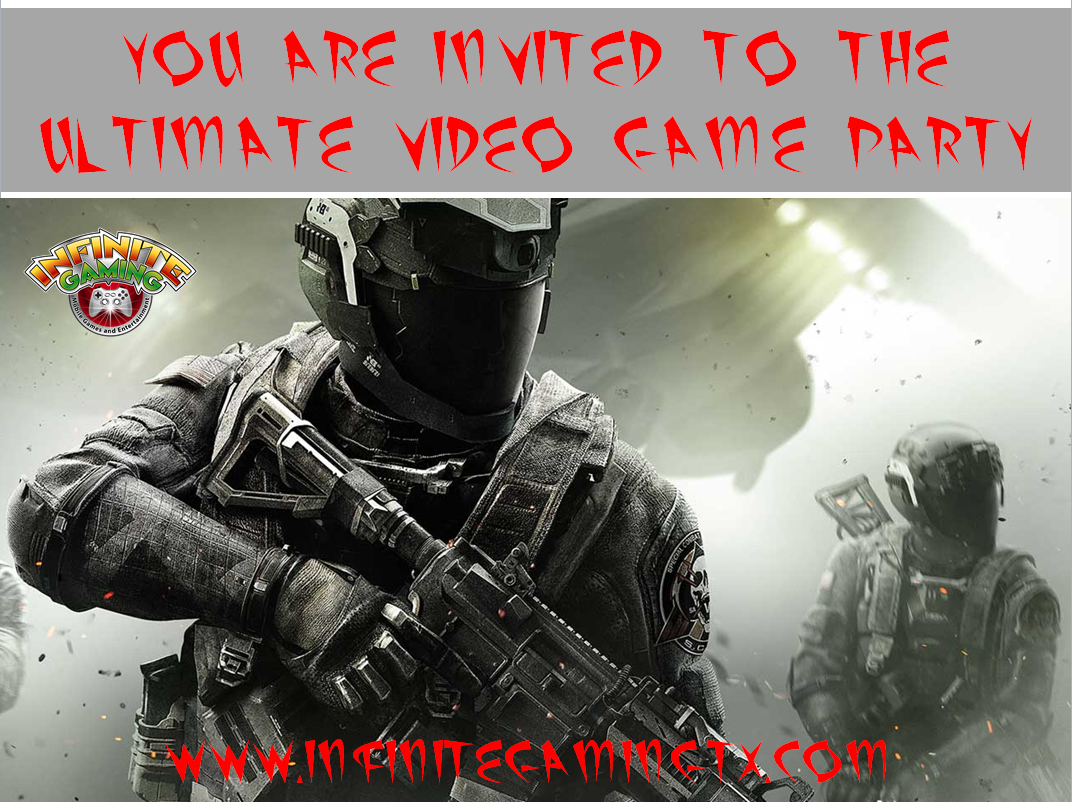 YOU ARE INVITED TO THE
ULTIMATE VIDEO GAME PARTY
INFINITE
GAMING
Mobile Games and Entertainment
WWW.INFINITEGAMINGTX.COM